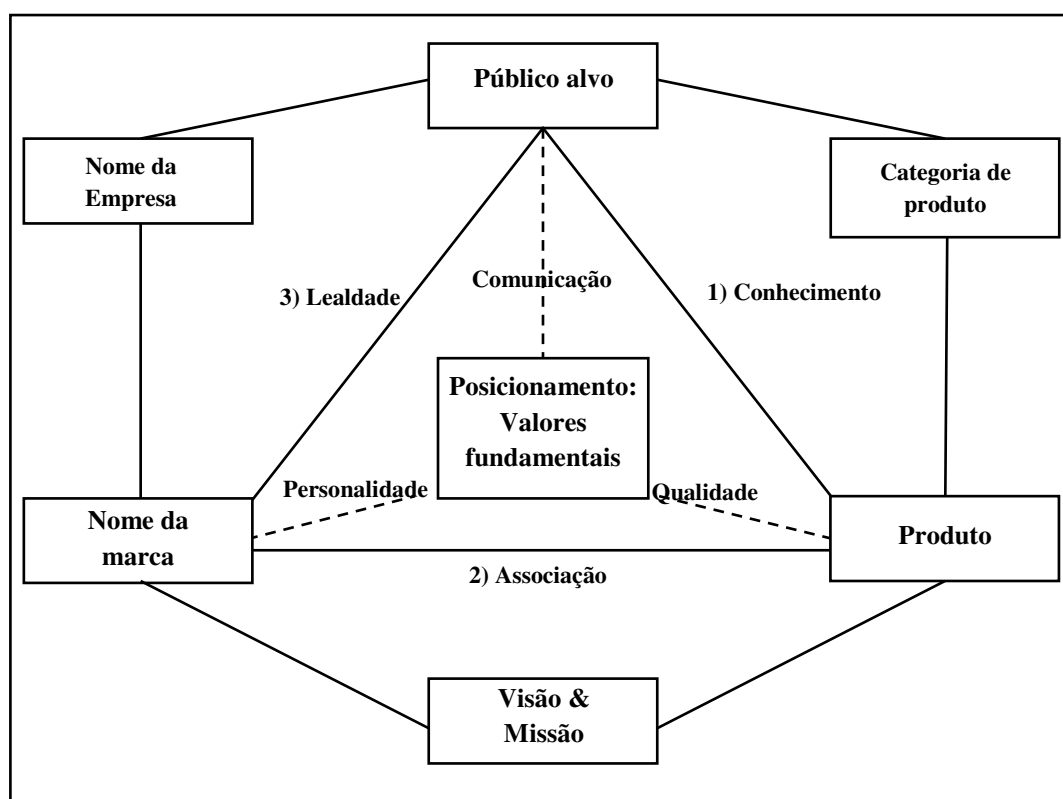 Público alvo
Nome da
Empresa
Categoria de
produto
Comunicação
3) Lealdade
1) Conhecimento
Posicionamento:
Valores
fundamentais
Personalidade
Qualidade
Nome da
marca
Produto
2) Associação
Visão &
Missão